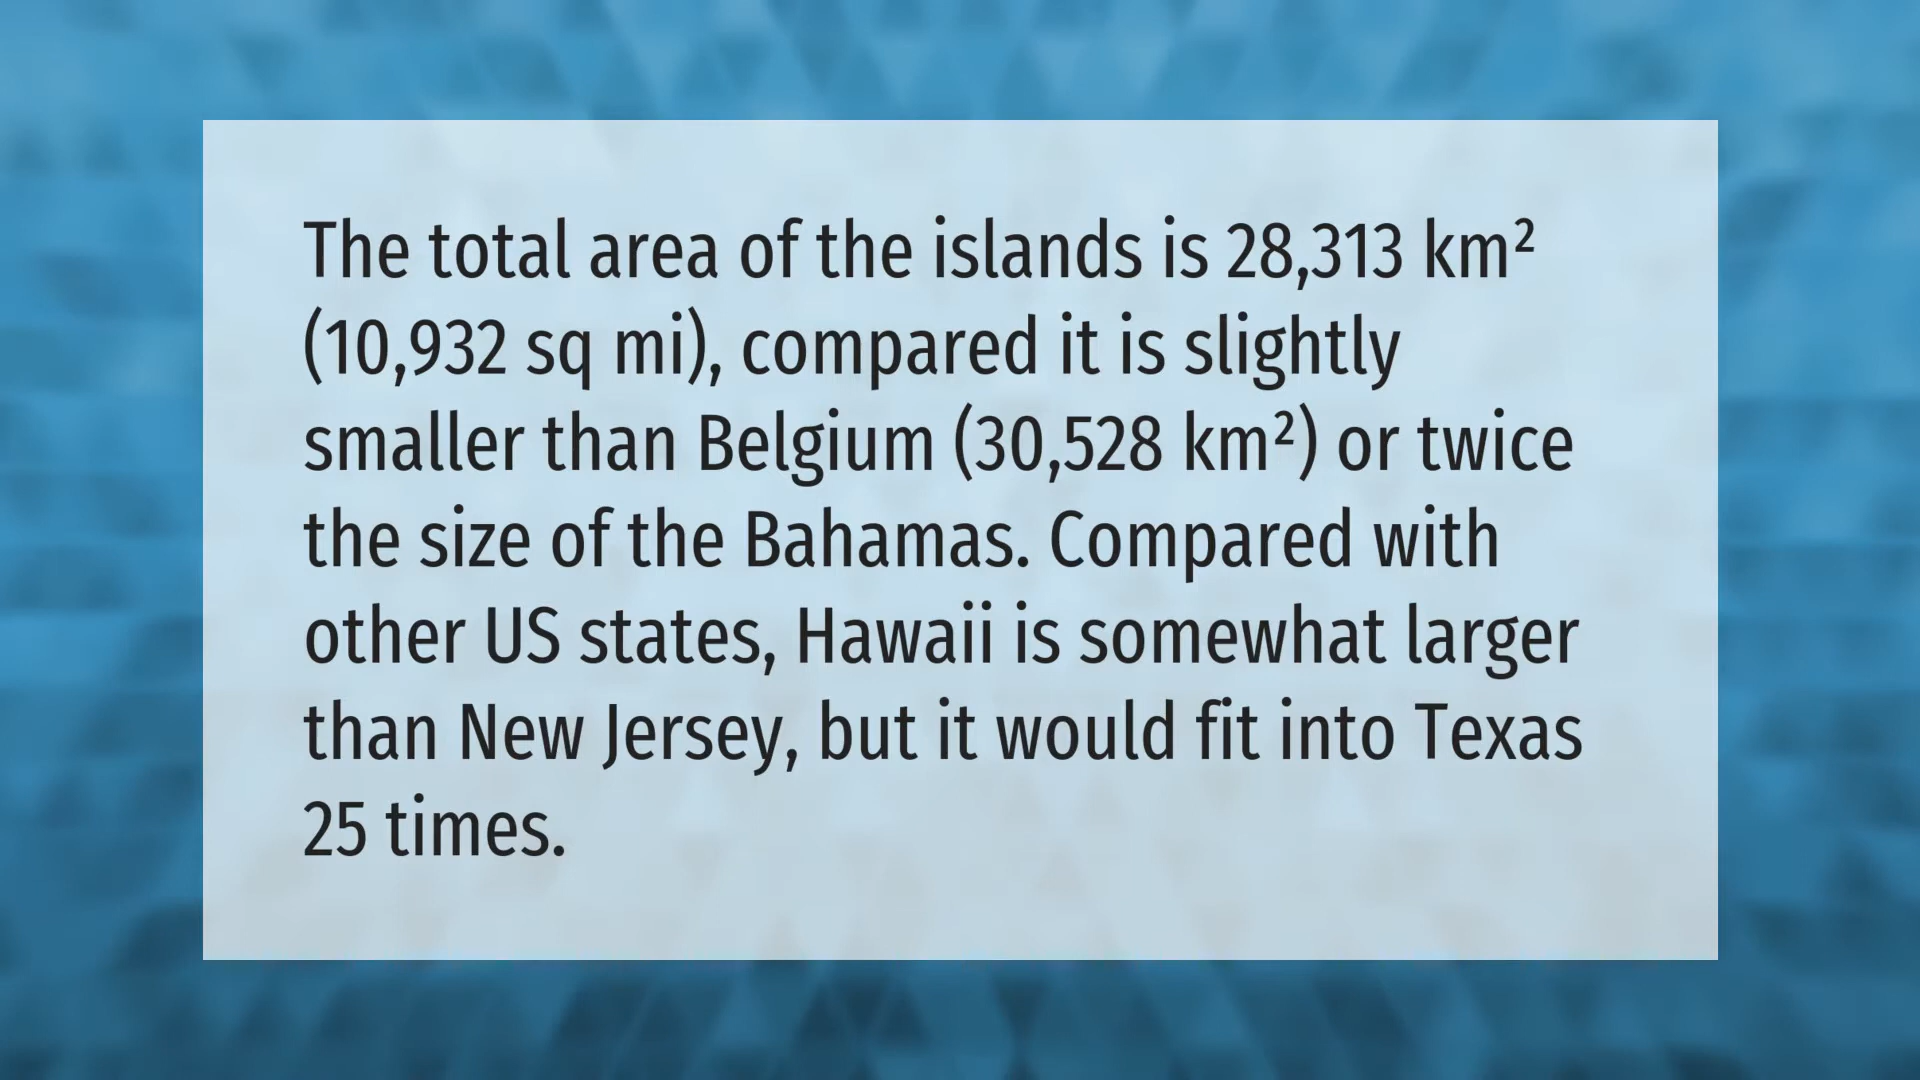 The total area of the islands is 28,313 km²
(10,932 sq mi), compared it is slightly
smaller than Belgium (30,528 km²) or twice
the size of the Bahamas. Compared with
other US states, Hawaii is somewhat larger
than New Jersey, but it would fit into Texas
25 times.